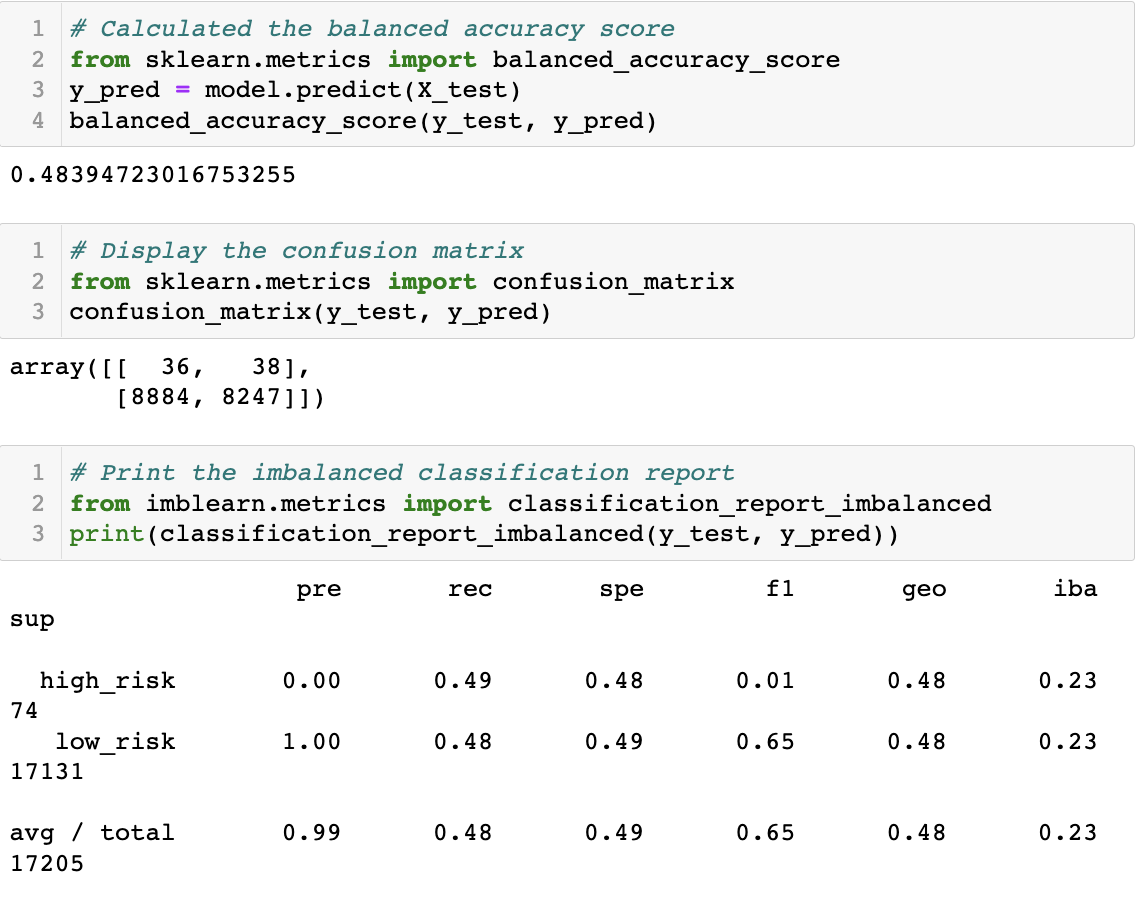 1 # Calculated the balanced accuracy score
2 from sklearn.metrics import balanced_accuracy_score
3 y_pred = model.predict(X_test)
4 balanced_accuracy_score(y_test, y_pred)
0.48394723016753255
1 # Display the confusion matrix
2 from sklearn.metrics import confusion_matrix
3 confusion_matrix(y_test, y_pred)
array([[  36,   38],
       [8884, 8247]])
1 # Print the imbalanced classification report
2 from imblearn.metrics import classification_report_imbalanced
3 print(classification_report_imbalanced(y_test, y_pred))
                   pre       rec       spe        f1       geo       iba
sup
  high_risk       0.00      0.49      0.48      0.01      0.48      0.23
74
   low_risk       1.00      0.48      0.49      0.65      0.48      0.23
17131
avg / total       0.99      0.48      0.49      0.65      0.48      0.23
17205